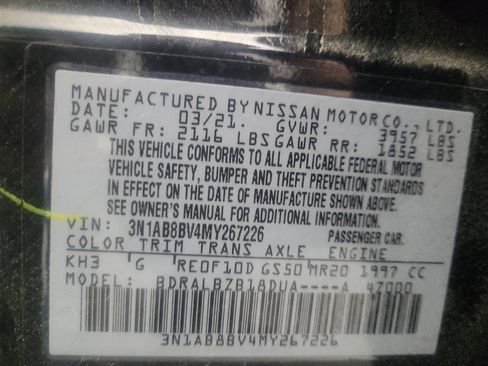 MANUFACTURED BY NISSAN MOTOR CO., LTD.
DATE: 03/21. GVWR: 3957 LBS
GAWR FR: 2116 LBS GAWR RR: 1852 LBS
THIS VEHICLE CONFORMS TO ALL APPLICABLE FEDERAL MOTOR
VEHICLE SAFETY, BUMPER AND THEFT PREVENTION STANDARDS
IN EFFECT ON THE DATE OF MANUFACTURE SHOWN ABOVE.
SEE OWNER'S MANUAL FOR ADDITIONAL INFORMATION.
VIN: 3N1AB8BV4MY267226 PASSENGER CAR.
COLOR TRIM TRANS AXLE ENGINE
KH3 G RE0F10D GS50 MR20 1997 CC
MODEL: BDRALBZB18DUA----A 47000
3N1AB8BV4MY267226